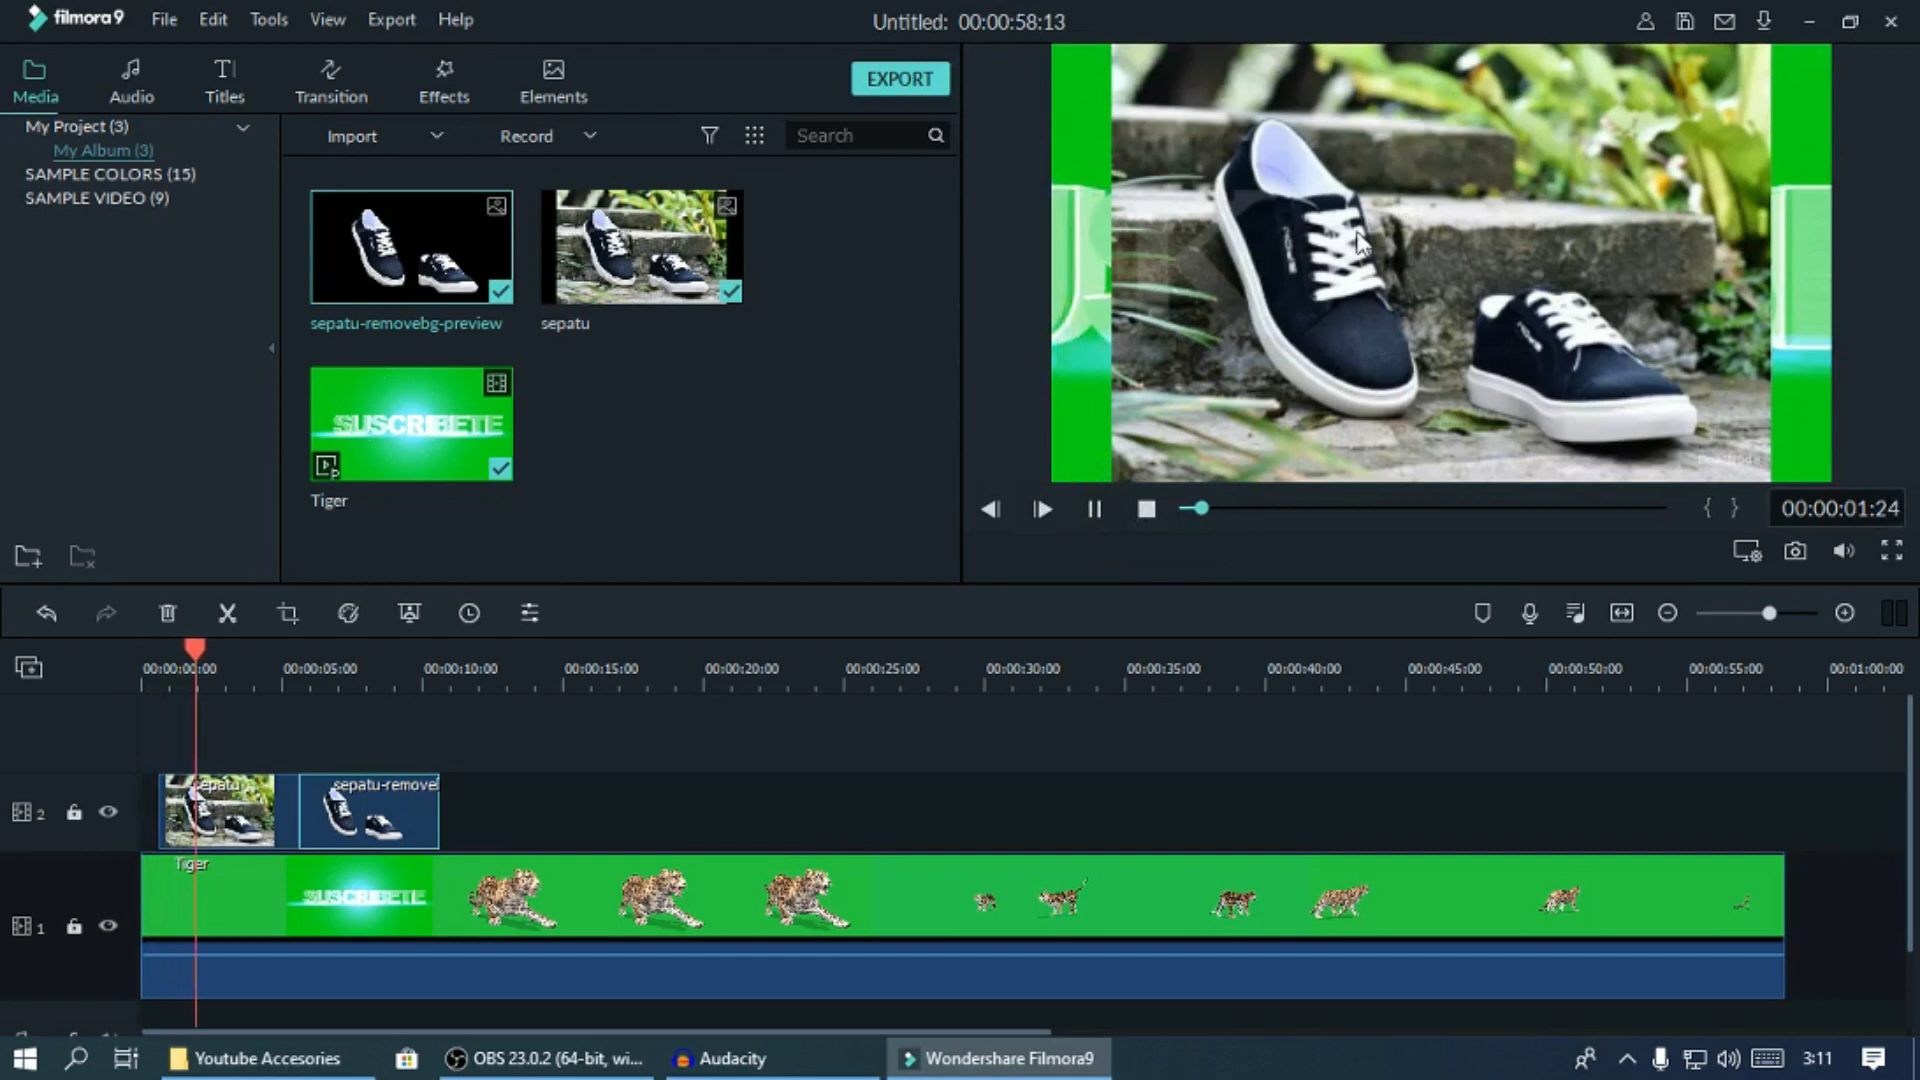 filmora9 File Edit Tools View Export Help Untitled: 00:00:58:13
Media Audio Titles Transition Effects Elements EXPORT
My Project (3) Import Record Search
My Album (3)
SAMPLE COLORS (15)
SAMPLE VIDEO (9)
sepatu-removebg-preview sepatu
SUSCRIBETE
Tiger
{ } 00:00:01:24
00:00:00:00 00:00:05:00 00:00:10:00 00:00:15:00 00:00:20:00 00:00:25:00 00:00:30:00 00:00:35:00 00:00:40:00 00:00:45:00 00:00:50:00 00:00:55:00 00:01:00:00
sepatu sepatu-removel
2
Tiger
SUSCRIBETE
1
Youtube Accesories OBS 23.0.2 (64-bit, wi... Audacity Wondershare Filmora9 3:11